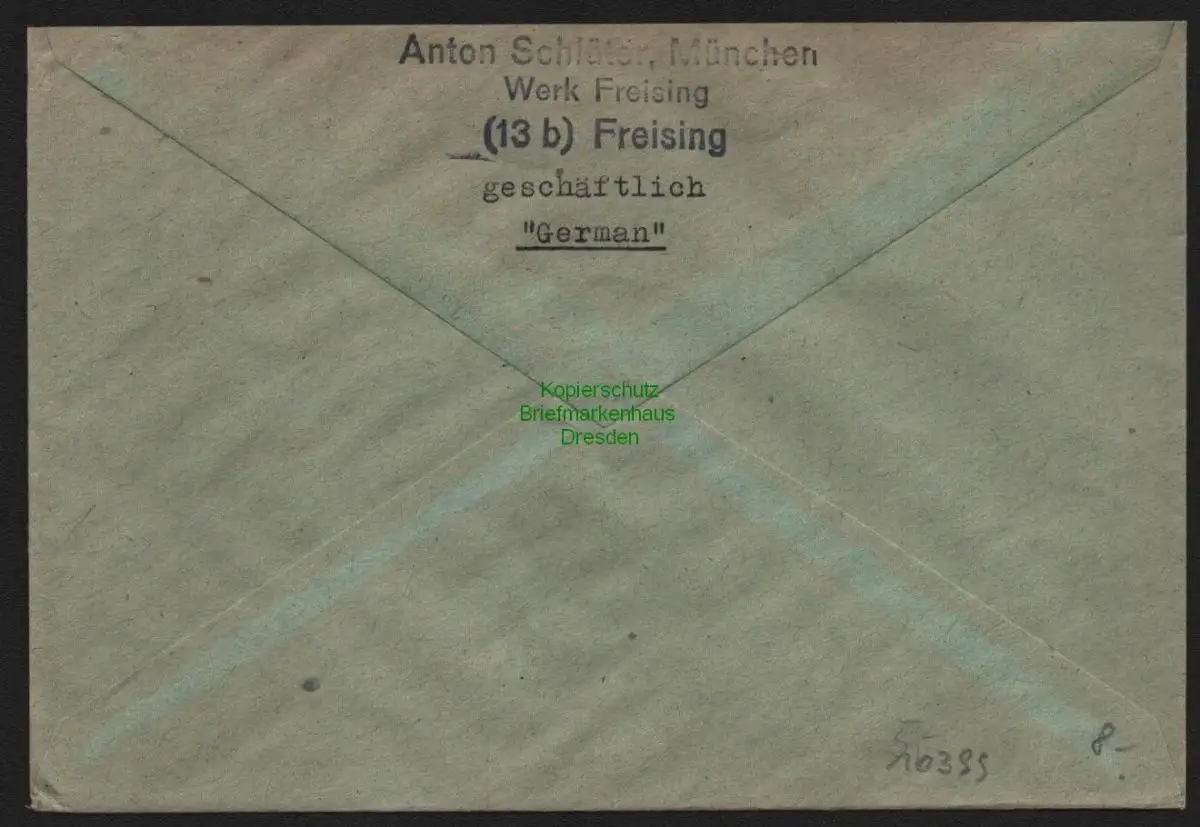 Anton Schlüter, München
Werk Freising
(13 b) Freising
geschäftlich
"German"
Kopierschutz
Briefmarkenhaus
Dresden
8-